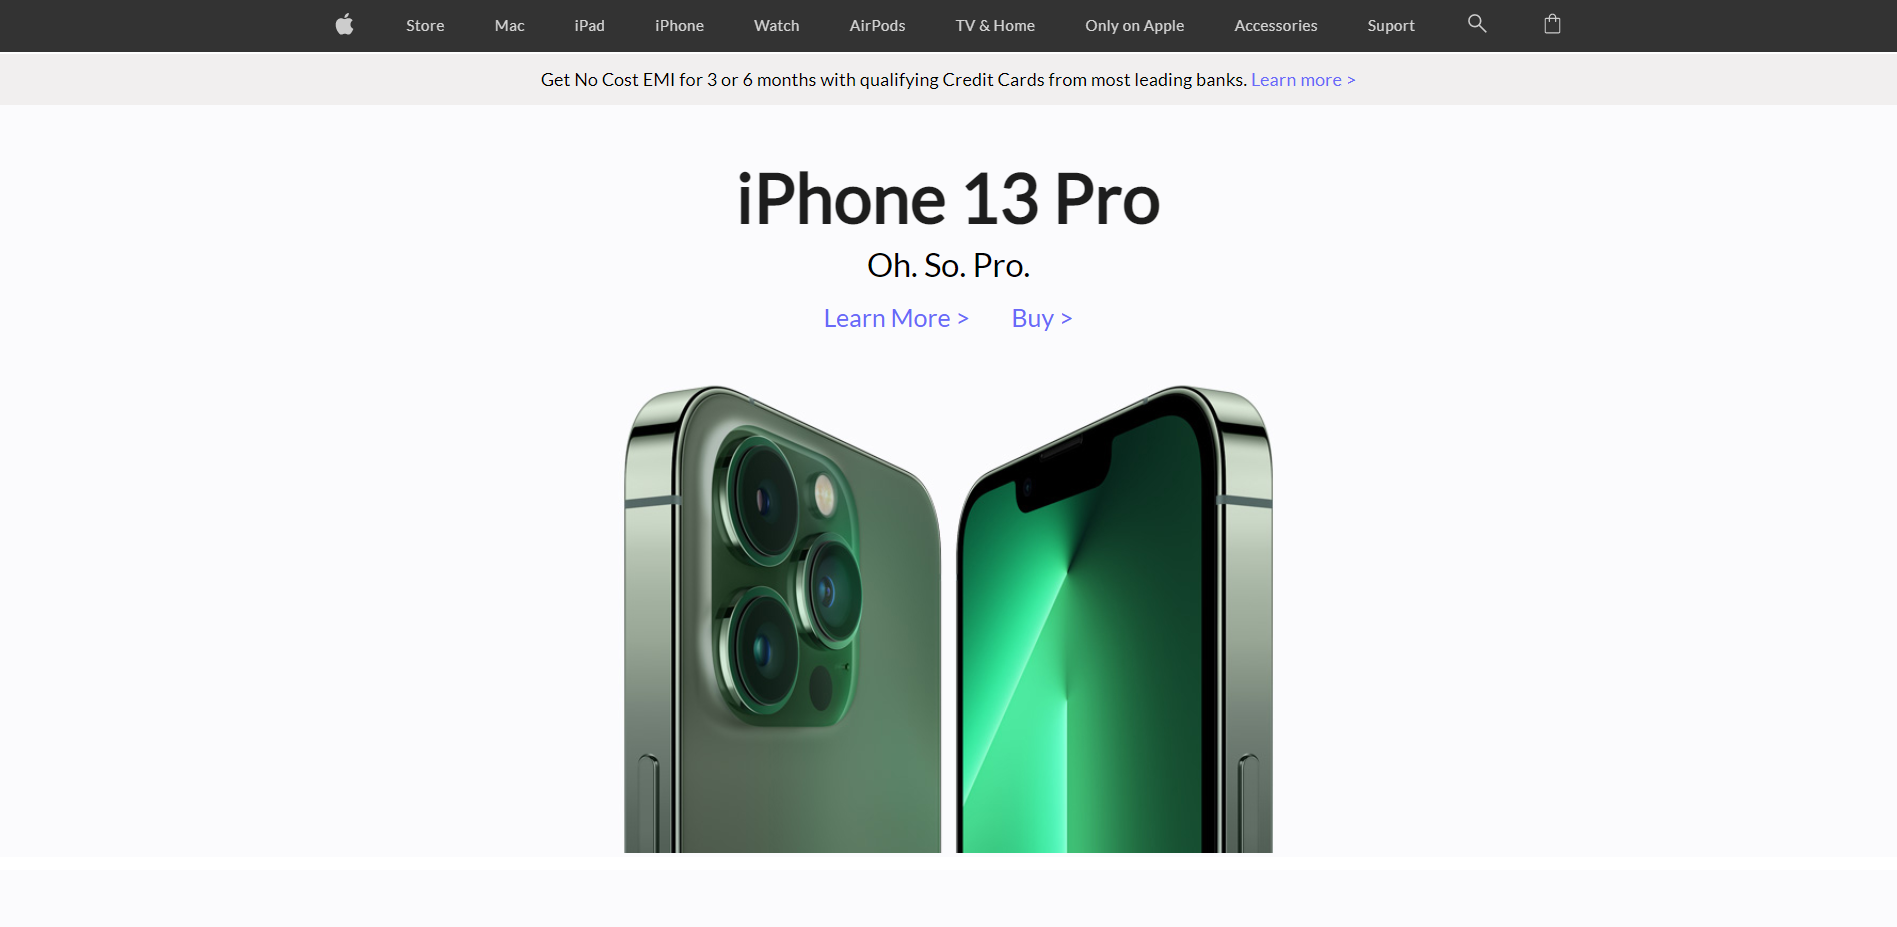 Store Mac iPad iPhone Watch AirPods TV & Home Only on Apple Accessories Suport
Get No Cost EMI for 3 or 6 months with qualifying Credit Cards from most leading banks. Learn more >
iPhone 13 Pro
Oh. So. Pro.
Learn More > Buy >